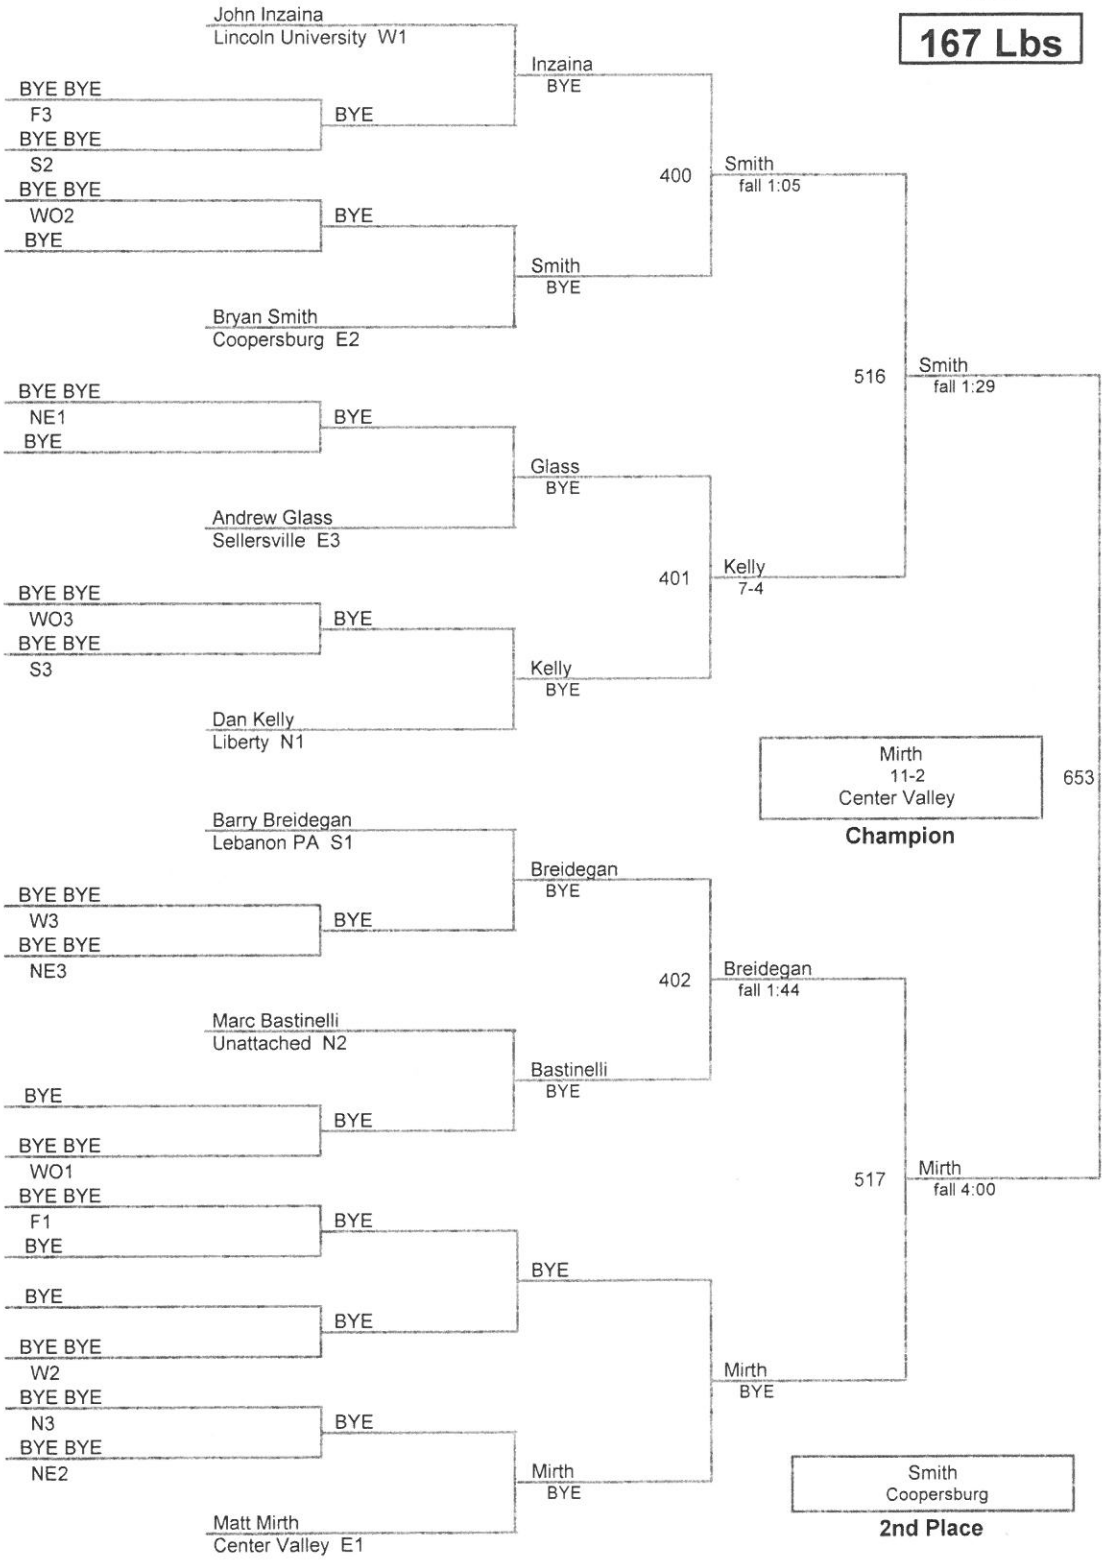 John Inzaina
Lincoln University W1
167 Lbs
Inzaina
BYE
BYE BYE
F3
BYE
BYE BYE
S2
400
Smith
fall 1:05
BYE BYE
WO2
BYE
BYE
Smith
BYE
Bryan Smith
Coopersburg E2
516
Smith
fall 1:29
BYE BYE
NE1
BYE
BYE
Glass
BYE
Andrew Glass
Sellersville E3
401
Kelly
7-4
BYE BYE
WO3
BYE
BYE BYE
S3
Kelly
BYE
Dan Kelly
Liberty N1
Mirth
11-2
Center Valley
Champion
653
Barry Breidegan
Lebanon PA S1
Breidegan
BYE
BYE BYE
W3
BYE
BYE BYE
NE3
402
Breidegan
fall 1:44
Marc Bastinelli
Unattached N2
Bastinelli
BYE
BYE
BYE
BYE BYE
WO1
517
Mirth
fall 4:00
BYE BYE
F1
BYE
BYE
BYE
BYE
BYE
BYE BYE
W2
Mirth
BYE
BYE BYE
N3
BYE
BYE BYE
NE2
Mirth
BYE
Matt Mirth
Center Valley E1
Smith
Coopersburg
2nd Place